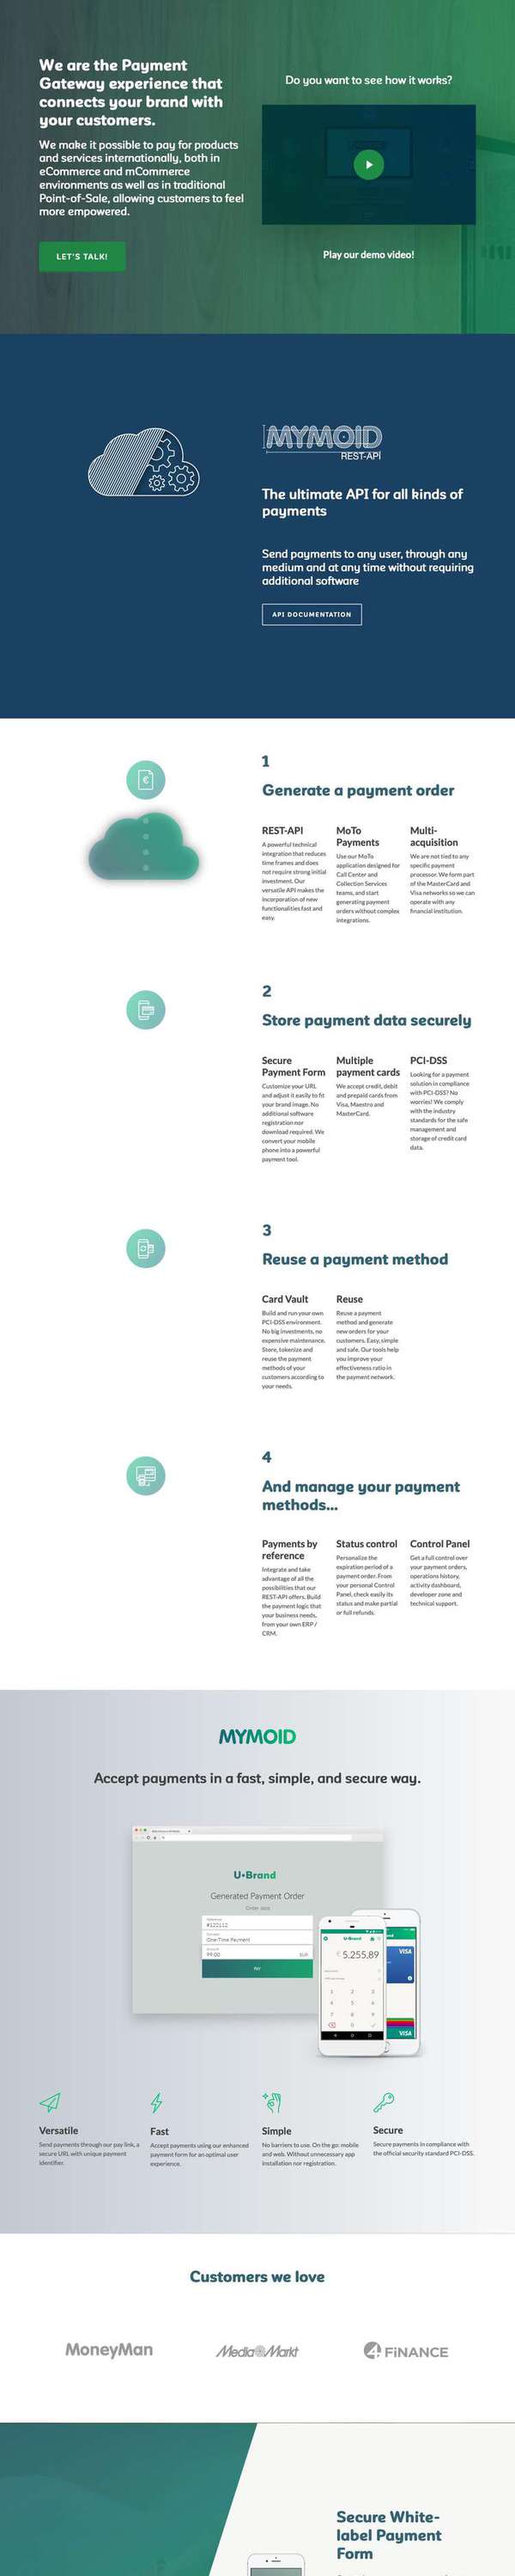 We are the Payment
Gateway experience that
connects your brand with
your customers.
We make it possible to pay for products
and services internationally, both in
eCommerce and mCommerce
environments as well as in traditional
Point-of-Sale, allowing customers to feel
more empowered.
LET'S TALK!
Do you want to see how it works?
Play our demo video!
MYMOID
REST-API
The ultimate API for all kinds of
payments
Send payments to any user, through any
medium and at any time without requiring
additional software
API DOCUMENTATION
1
Generate a payment order
REST-API
A powerful technical
integration that reduces
time frames and does
not require strong initial
investment. Our
versatile API makes the
incorporation of new
functionalities fast and
easy.
MoTo
Payments
Use our MoTo
application designed for
Call Center and
Collection Services
teams, and start
generating payment
orders without complex
integrations.
Multi-
acquisition
We are not tied to any
specific payment
processor. We form part
of the MasterCard and
Visa networks so we can
operate with any
financial institution.
2
Store payment data securely
Secure
Payment Form
Customize your URL
and adjust it easily to fit
your brand image. No
additional software
registration nor
download required. We
convert your mobile
phone into a powerful
payment tool.
Multiple
payment cards
We accept credit, debit
and prepaid cards from
Visa, Maestro and
MasterCard.
PCI-DSS
Looking for a payment
solution in compliance
with PCI-DSS? No
worries! We comply
with the industry
standards for the safe
management and
storage of credit card
data.
3
Reuse a payment method
Card Vault
Build and run your own
PCI-DSS environment.
No big investments, no
expensive maintenance.
Store, tokenize and
reuse the payment
methods of your
customers according to
your needs.
Reuse
Reuse a payment
method and generate
new orders for your
customers. Easy, simple
and safe. Our tools help
you improve your
effectiveness ratio in
the payment network.
4
And manage your payment
methods...
Payments by
reference
Integrate and take
advantage of all the
possibilities that our
REST-API offers. Build
the payment logic that
your business needs,
from your own ERP /
CRM.
Status control
Personalize the
expiration period of a
payment order. From
your personal Control
Panel, check easily its
status and make partial
or full refunds.
Control Panel
Get a full control over
your payment orders,
operations history,
activity dashboard,
developer zone and
technical support.
MYMOID
Accept payments in a fast, simple, and secure way.
U•Brand
Generated Payment Order
Order data
#122112
One-Time Payment
99.00
EUR
PAY
U•Brand
€ 5.255,89
1 2 3
4 5 6
7 8 9
0
VISA
VISA
Versatile
Send payments through our pay link, a
secure URL with unique payment
identifier.
Fast
Accept payments using our enhanced
payment form for an optimal user
experience.
Simple
No barriers to use. On the go: mobile
and web. Without unnecessary app
installation nor registration.
Secure
Secure payments in compliance with
the official security standard PCI-DSS.
Customers we love
MoneyMan
Media Markt
4FiNANCE
Secure White-
label Payment
Form